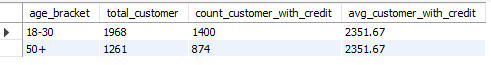 age_bracket total_customer count_customer_with_credit avg_customer_with_credit
18-30 1968 1400 2351.67
50+ 1261 874 2351.67